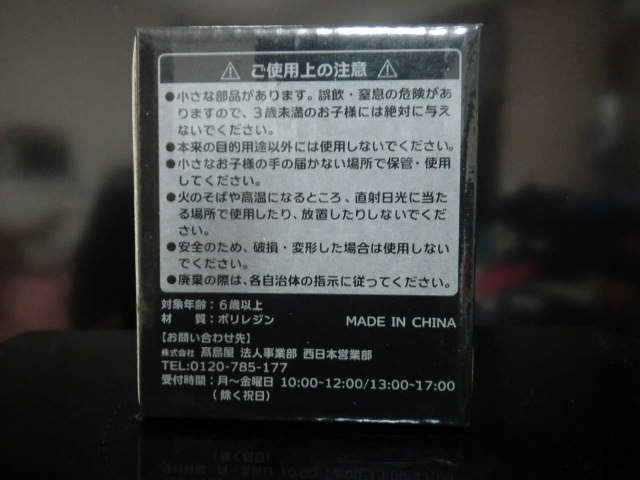 ⚠ ご使用上の注意 ⚠
●小さな部品があります。誤飲・窒息の危険があ
りますので、3歳未満のお子様には絶対に与え
ないでください。
●本来の目的用途以外には使用しないでください。
●小さなお子様の手の届かない場所で保管・使用
してください。
●火のそばや高温になるところ、直射日光に当た
る場所で使用したり、放置したりしないでくだ
さい。
●安全のため、破損・変形した場合は使用しない
でください。
●廃棄の際は、各自治体の指示に従ってください。
対象年齢：6歳以上
材　質：ポリレジン MADE IN CHINA
【お問い合わせ先】
株式会社 髙島屋 法人事業部 西日本営業部
TEL:0120-785-177
受付時間：月〜金曜日 10:00~12:00/13:00~17:00
（除く祝日）